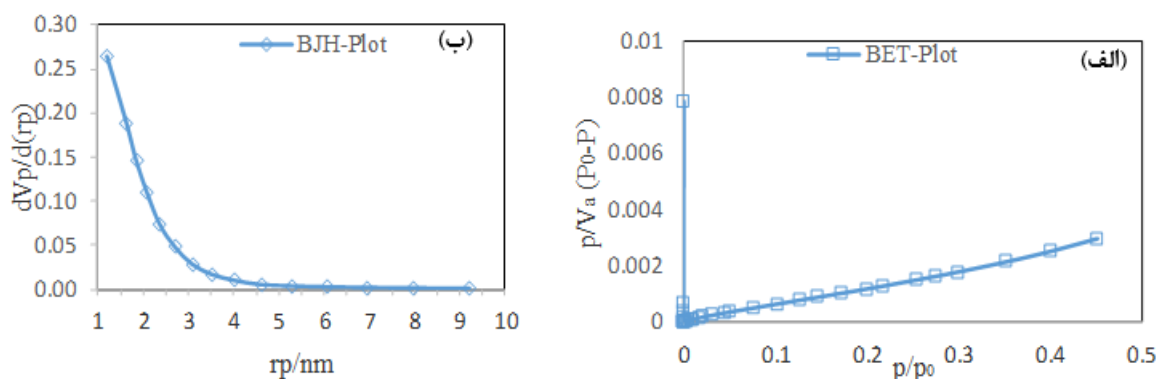 0.30
0.25
0.20
0.15
0.10
0.05
0.00
dVp/d(rp)
BJH-Plot
(ب)
1 2 3 4 5 6 7 8 9 10
rp/nm
0.01
0.008
0.006
0.004
0.002
0
p/Va (P0-P)
BET-Plot
(الف)
0 0.1 0.2 0.3 0.4 0.5
p/p0